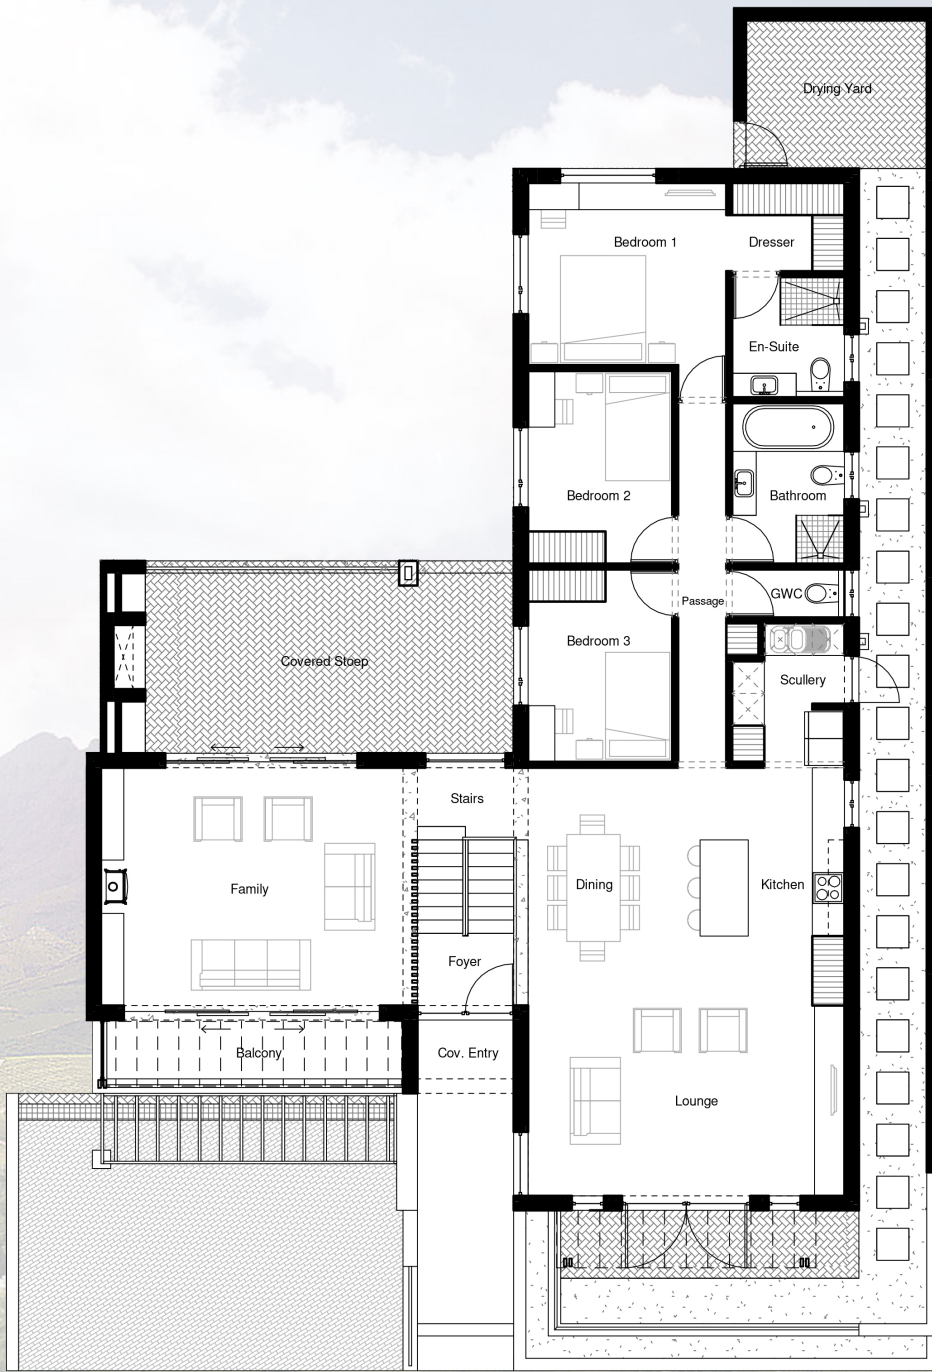 Drying Yard
Bedroom 1
Dresser
En-Suite
Bedroom 2
Bathroom
GWC
Passage
Bedroom 3
Covered Stoep
Scullery
Stairs
Family
Dining
Kitchen
Foyer
Balcony
Cov. Entry
Lounge